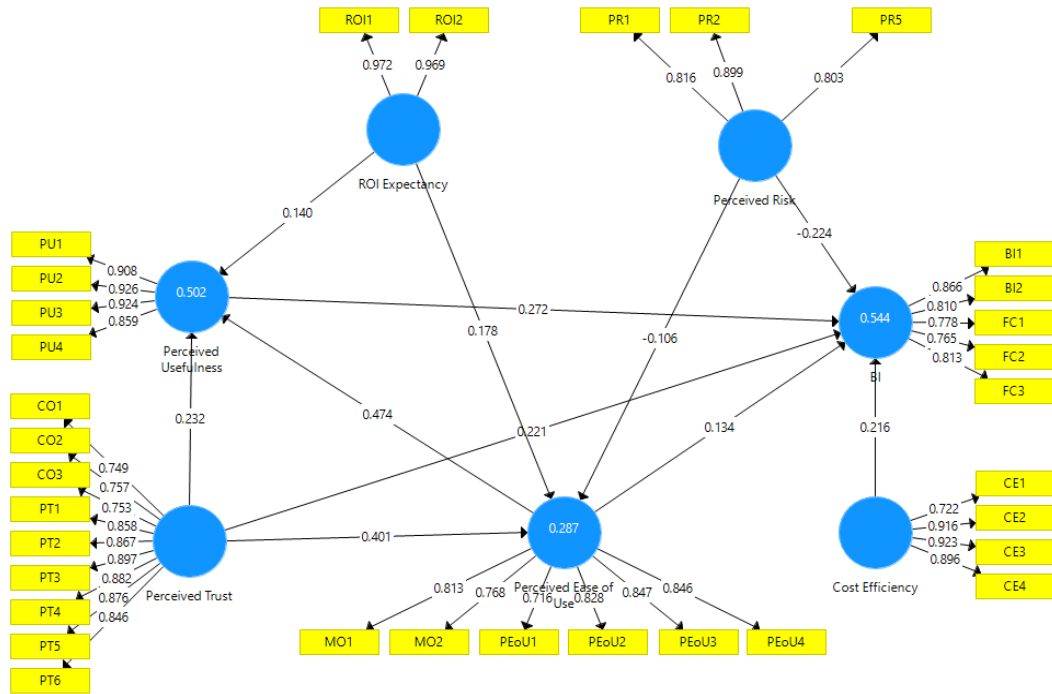 ROI1
ROI2
PR1
PR2
PR5
0.972
0.969
0.816
0.899
0.803
ROI Expectancy
Perceived Risk
0.140
0.178
-0.106
-0.224
PU1
PU2
PU3
PU4
0.908
0.926
0.924
0.859
0.502
Perceived
Usefulness
0.272
0.544
BI
BI1
BI2
FC1
FC2
FC3
0.866
0.810
0.778
0.765
0.813
0.232
0.474
0.221
0.134
0.216
CO1
CO2
CO3
PT1
PT2
PT3
PT4
PT5
PT6
0.749
0.757
0.753
0.858
0.867
0.897
0.882
0.876
0.846
Perceived Trust
0.401
0.287
Perceived Ease of
Use
0.813
0.768
0.716
0.828
0.847
0.846
MO1
MO2
PEoU1
PEoU2
PEoU3
PEoU4
Cost Efficiency
0.722
0.916
0.923
0.896
CE1
CE2
CE3
CE4